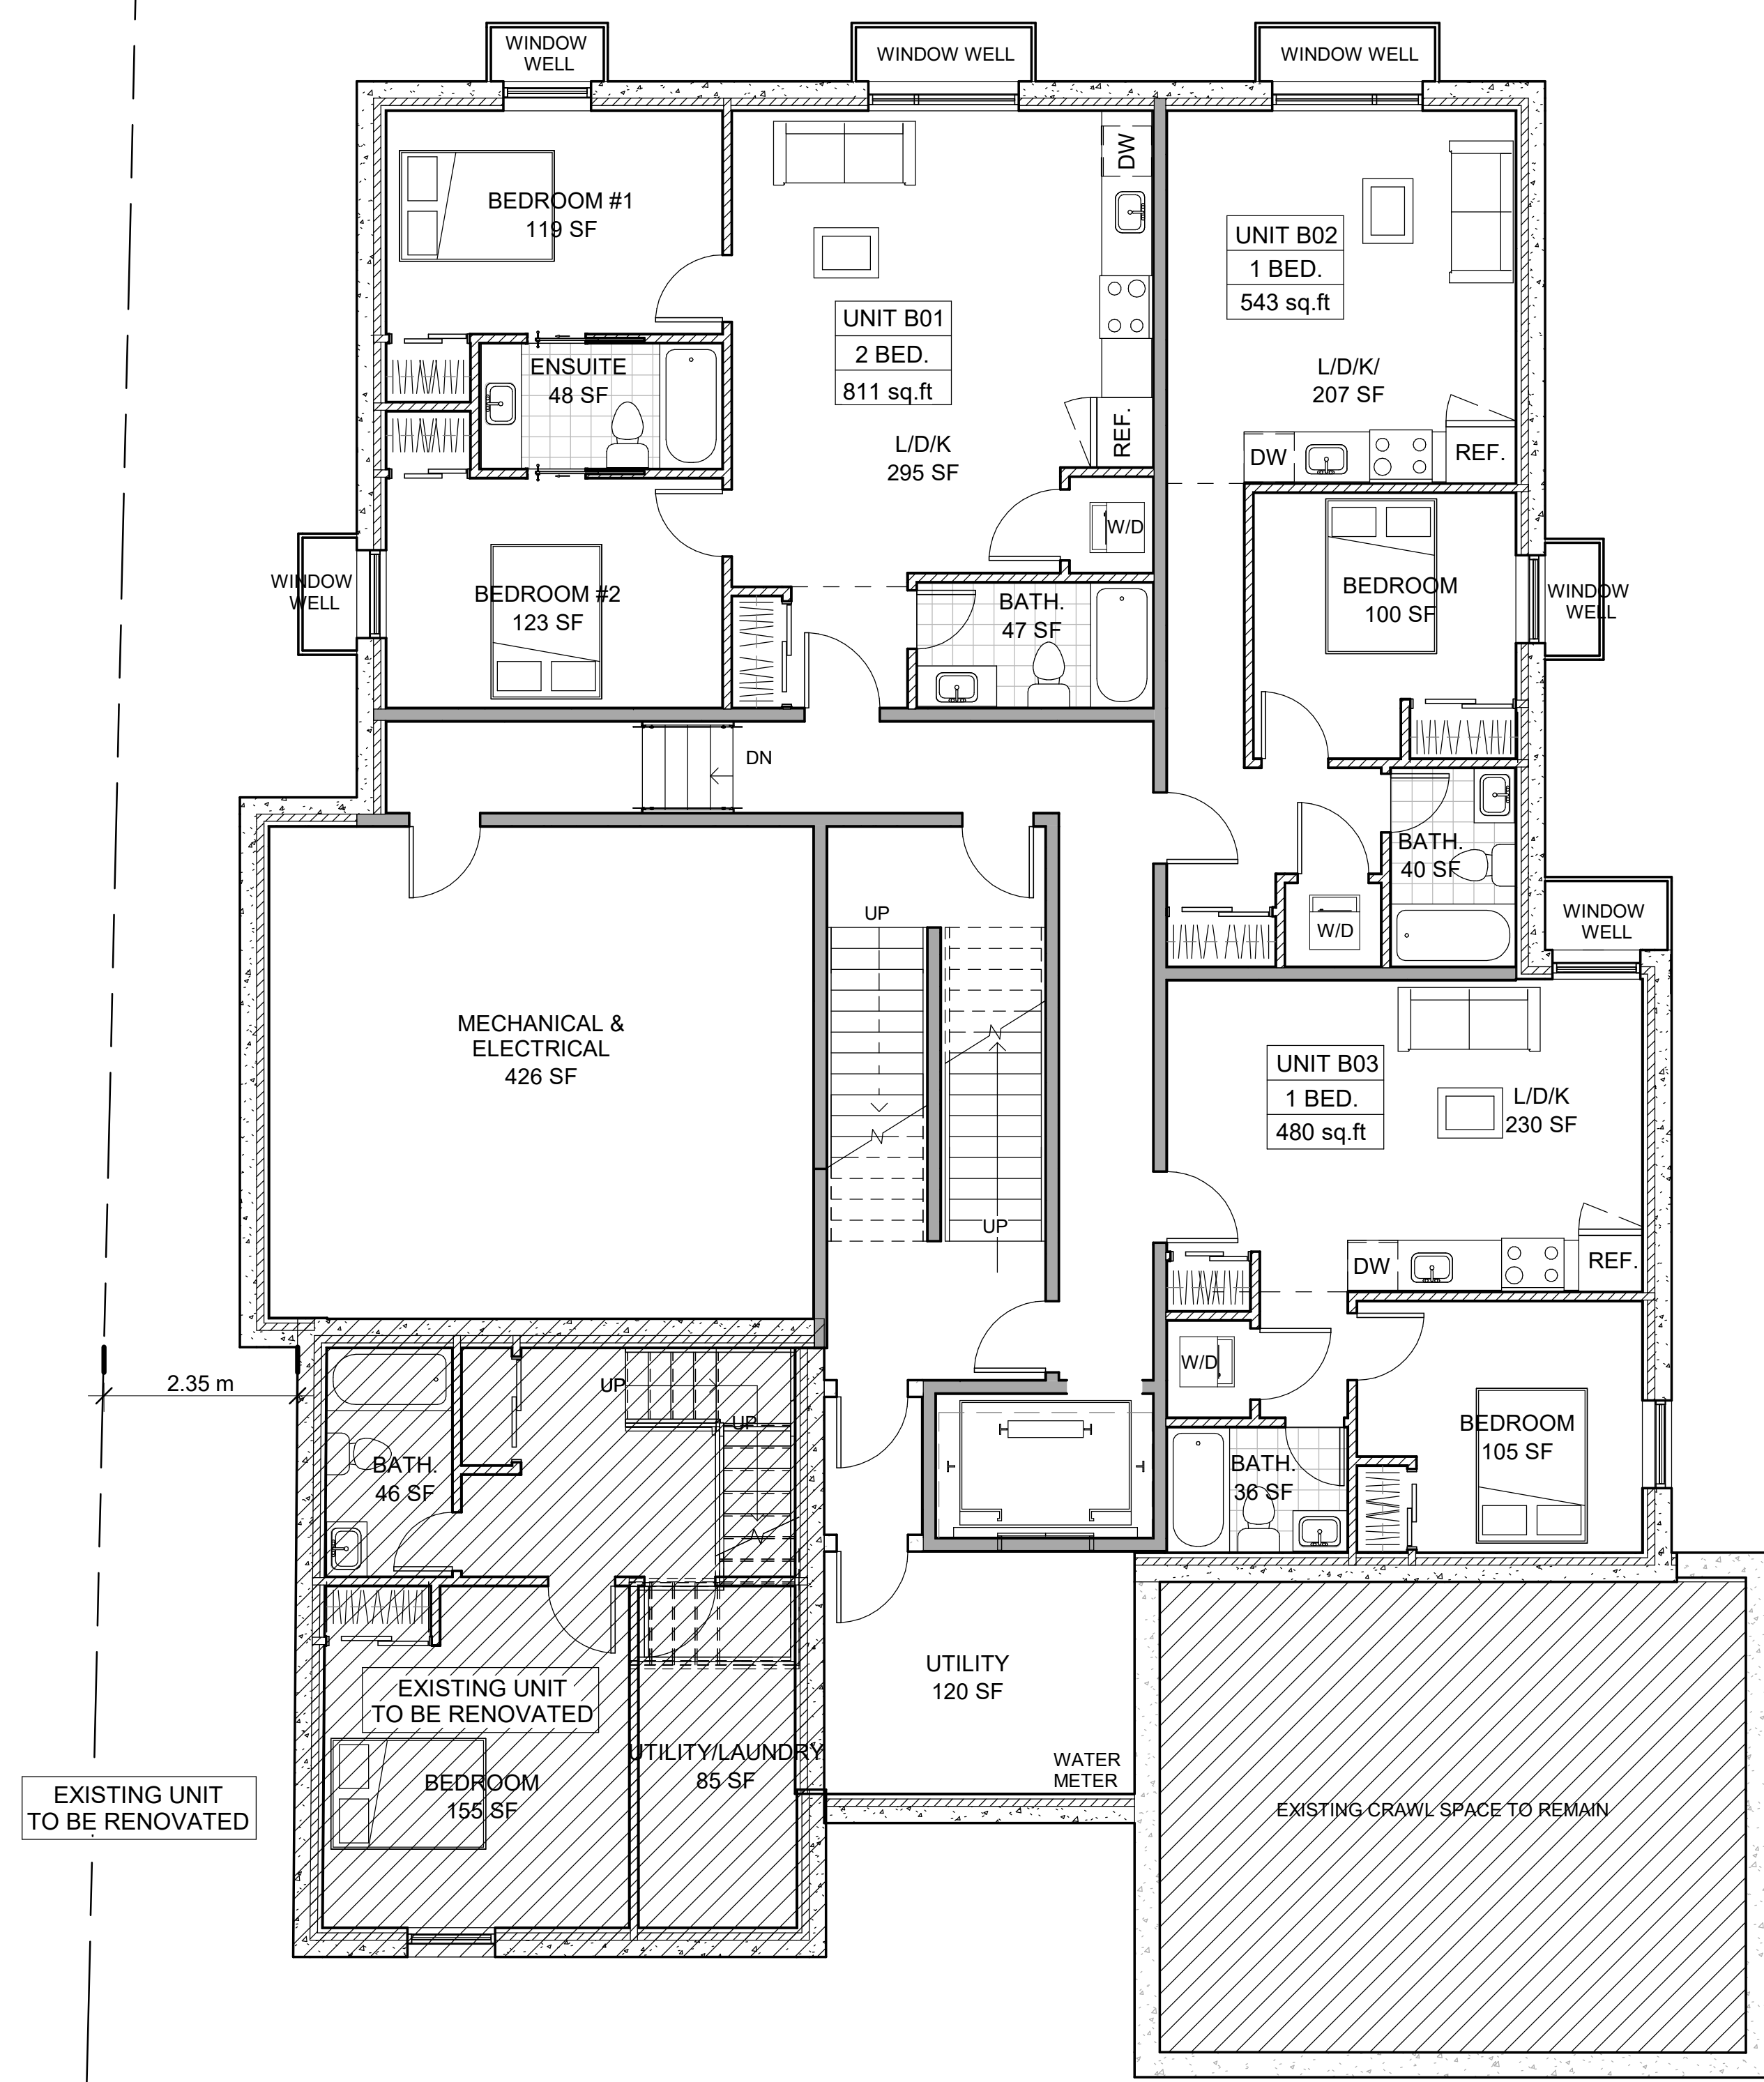 WINDOW
WELL
WINDOW WELL
WINDOW WELL
BEDROOM #1
119 SF
DW
UNIT B01
2 BED.
811 sq.ft
UNIT B02
1 BED.
543 sq.ft
ENSUITE
48 SF
L/D/K
295 SF
REF.
L/D/K/
207 SF
DW
REF.
W/D
WINDOW
WELL
BEDROOM #2
123 SF
BATH.
47 SF
BEDROOM
100 SF
WINDOW
WELL
DN
BATH.
40 SF
W/D
WINDOW
WELL
UP
MECHANICAL &
ELECTRICAL
426 SF
UNIT B03
1 BED.
480 sq.ft
L/D/K
230 SF
UP
DW
REF.
W/D
2.35 m
UP
UP
BATH.
46 SF
BATH.
36 SF
BEDROOM
105 SF
UTILITY
120 SF
EXISTING UNIT
TO BE RENOVATED
UTILITY/LAUNDRY
85 SF
BEDROOM
155 SF
WATER
METER
EXISTING UNIT
TO BE RENOVATED
EXISTING CRAWL SPACE TO REMAIN